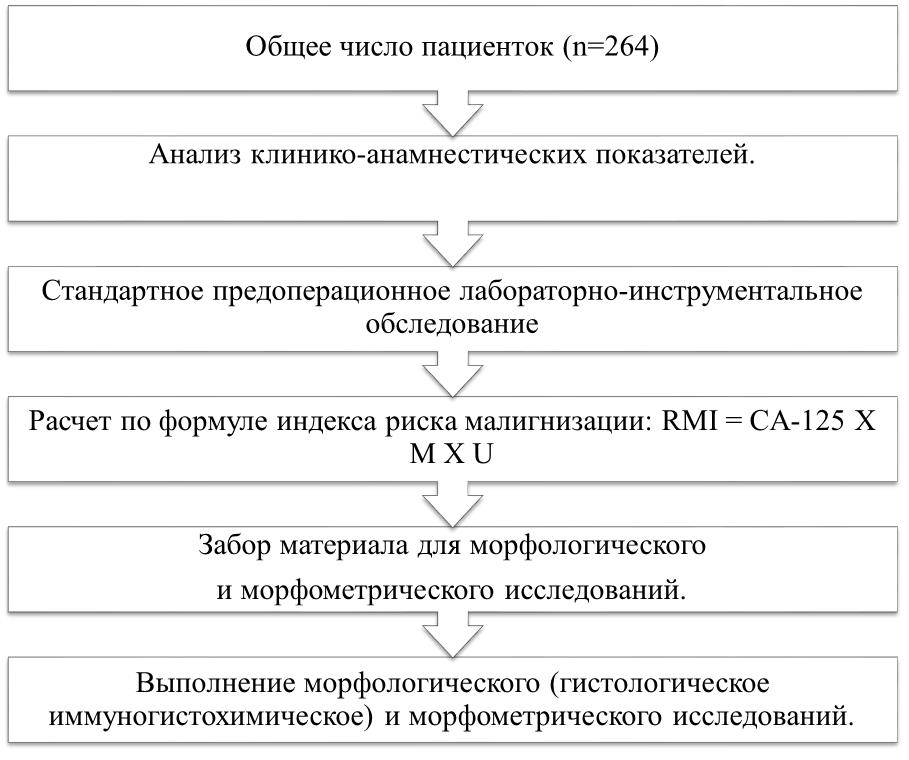 Общее число пациенток (n=264)
Анализ клинико-анамнестических показателей.
Стандартное предоперационное лабораторно-инструментальное
обследование
Расчет по формуле индекса риска малигнизации: RMI = CA-125 X
M X U
Забор материала для морфологического
и морфометрического исследований.
Выполнение морфологического (гистологическое
иммуногистохимическое) и морфометрического исследований.